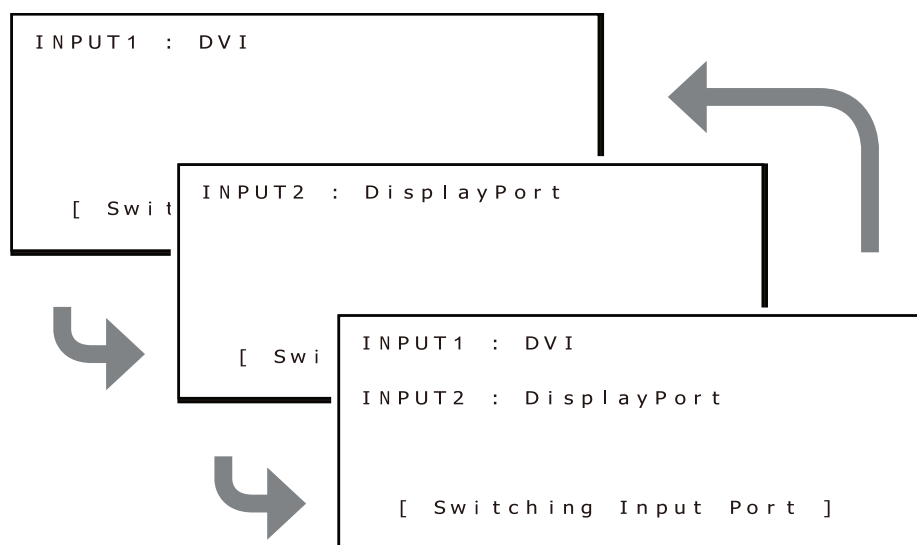 INPUT1 : DVI
[ Swit
INPUT2 : DisplayPort
[ Swi
INPUT1 : DVI
INPUT2 : DisplayPort
[ Switching Input Port ]